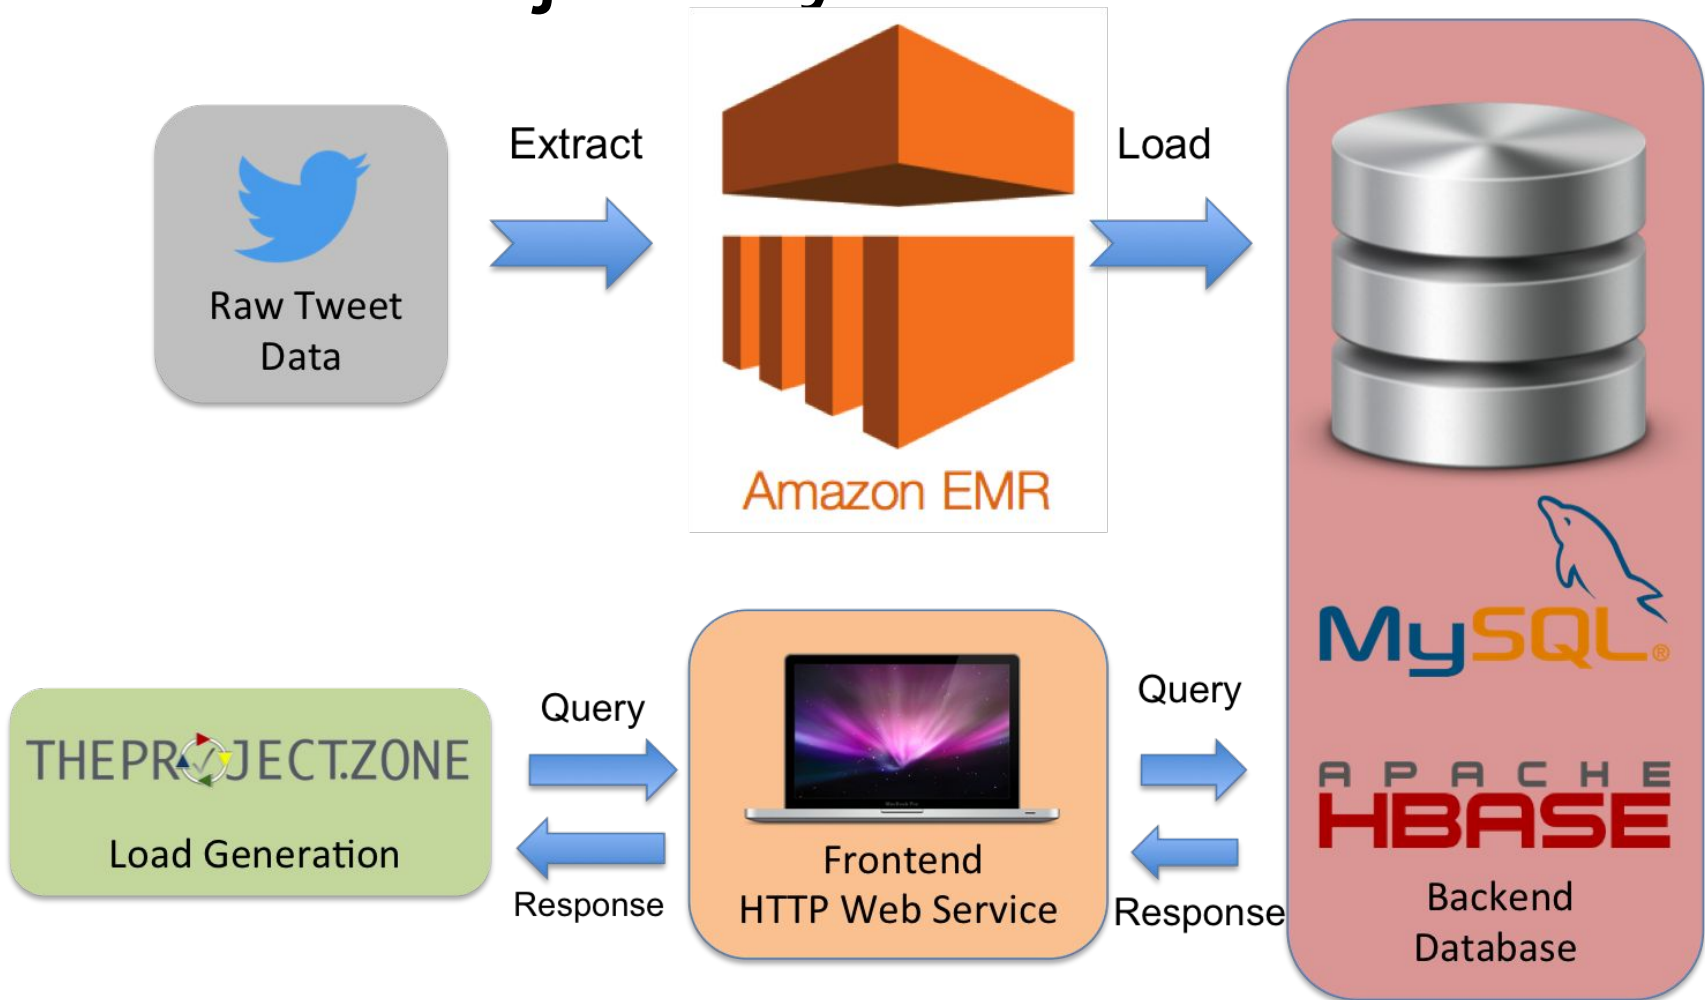 Extract
Load
Raw Tweet
Data
Amazon EMR
MySQL®
Query
Query
THEPROJECT.ZONE
Load Generation
APACHE
HBASE
Frontend
HTTP Web Service
Response
Response
Backend
Database